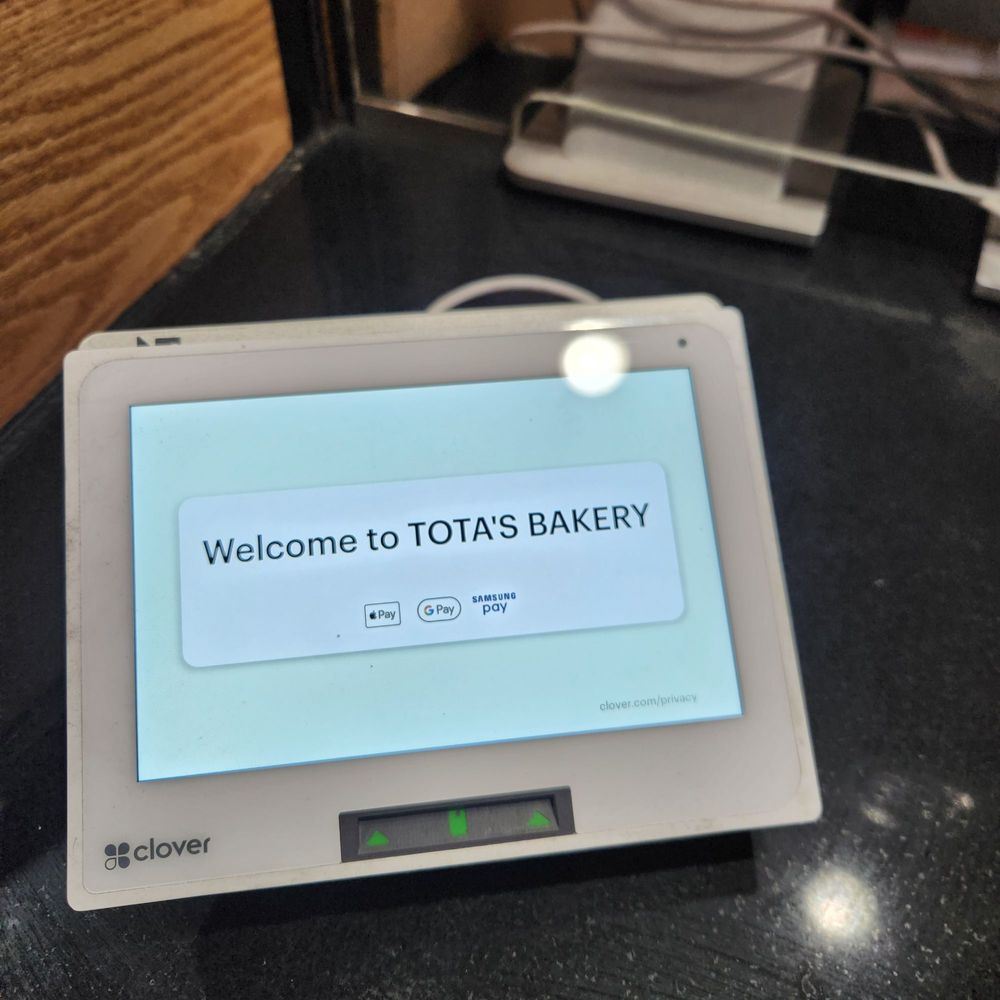 Welcome to TOTA'S BAKERY
Pay
G Pay
SAMSUNG
pay
clover.com/privacy
clover